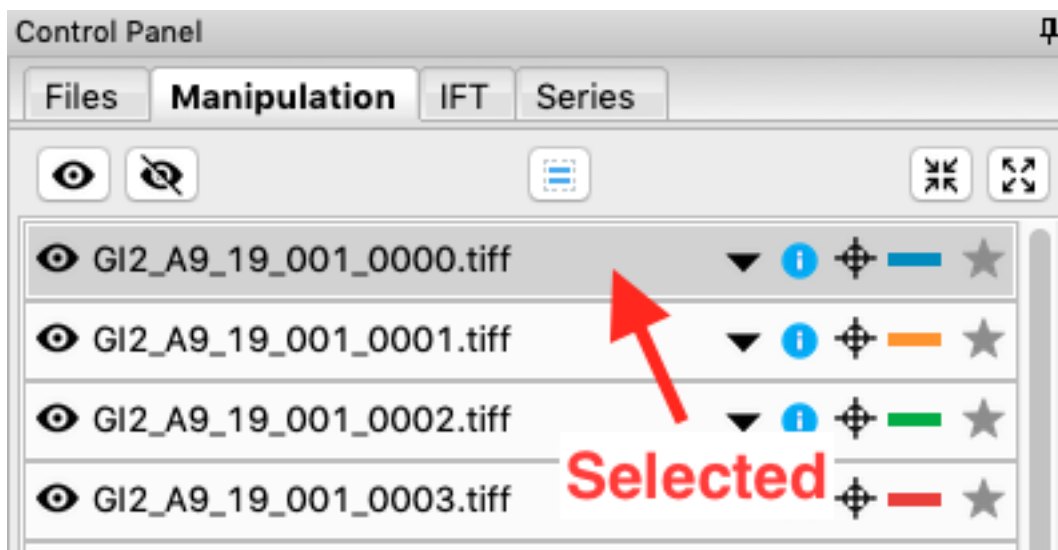 Control Panel
Files Manipulation IFT Series
GI2_A9_19_001_0000.tiff
GI2_A9_19_001_0001.tiff
GI2_A9_19_001_0002.tiff
Selected
GI2_A9_19_001_0003.tiff